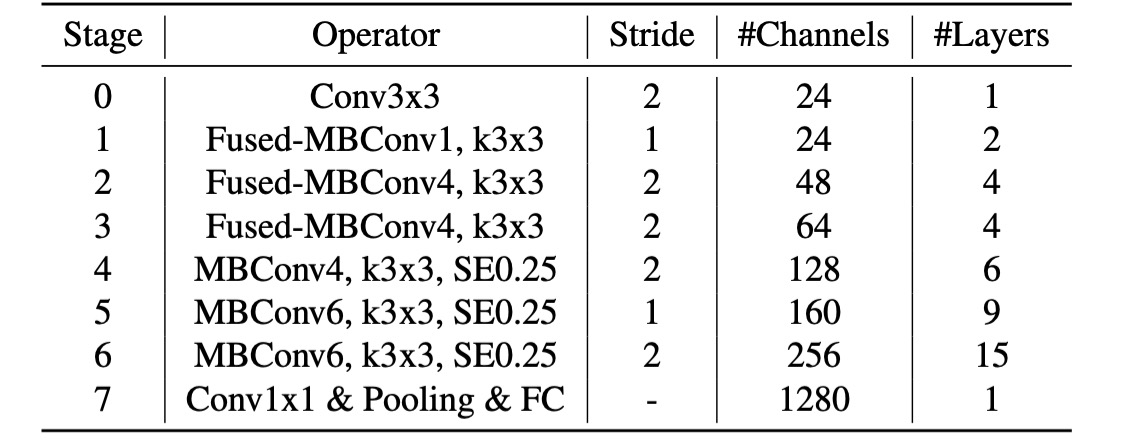 Stage Operator Stride #Channels #Layers
0 Conv3x3 2 24 1
1 Fused-MBConv1, k3x3 1 24 2
2 Fused-MBConv4, k3x3 2 48 4
3 Fused-MBConv4, k3x3 2 64 4
4 MBConv4, k3x3, SE0.25 2 128 6
5 MBConv6, k3x3, SE0.25 1 160 9
6 MBConv6, k3x3, SE0.25 2 256 15
7 Conv1x1 & Pooling & FC - 1280 1